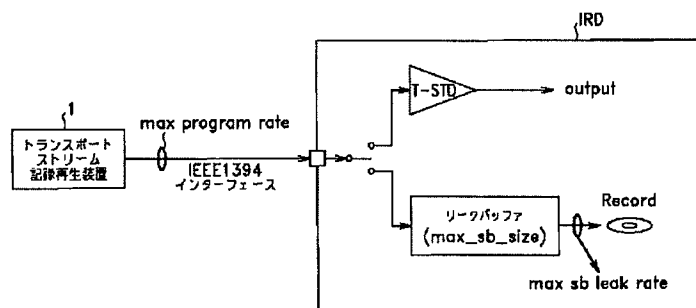 IRD
1
トランスポート
ストリーム
記録再生装置
max program rate
IEEE1394
インターフェース
T-STD
output
リークバッファ
(max_sb_size)
Record
max sb leak rate